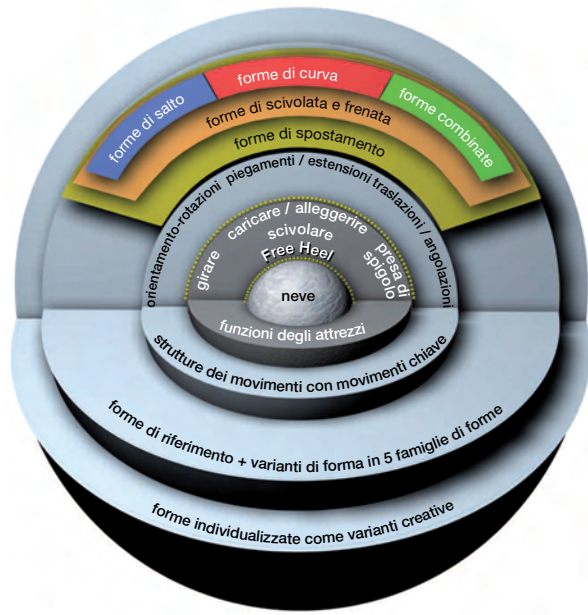 forme di curva
forme di salto
forme combinate
forme di scivolata e frenata
forme di spostamento
orientamento-rotazioni piegamenti / estensioni traslazioni / angolazioni
caricare / alleggerire
girare
scivolare
presa di
spigolo
Free Heel
neve
funzioni degli attrezzi
strutture dei movimenti con movimenti chiave
forme di riferimento + varianti di forma in 5 famiglie di forme
forme individualizzate come varianti creative